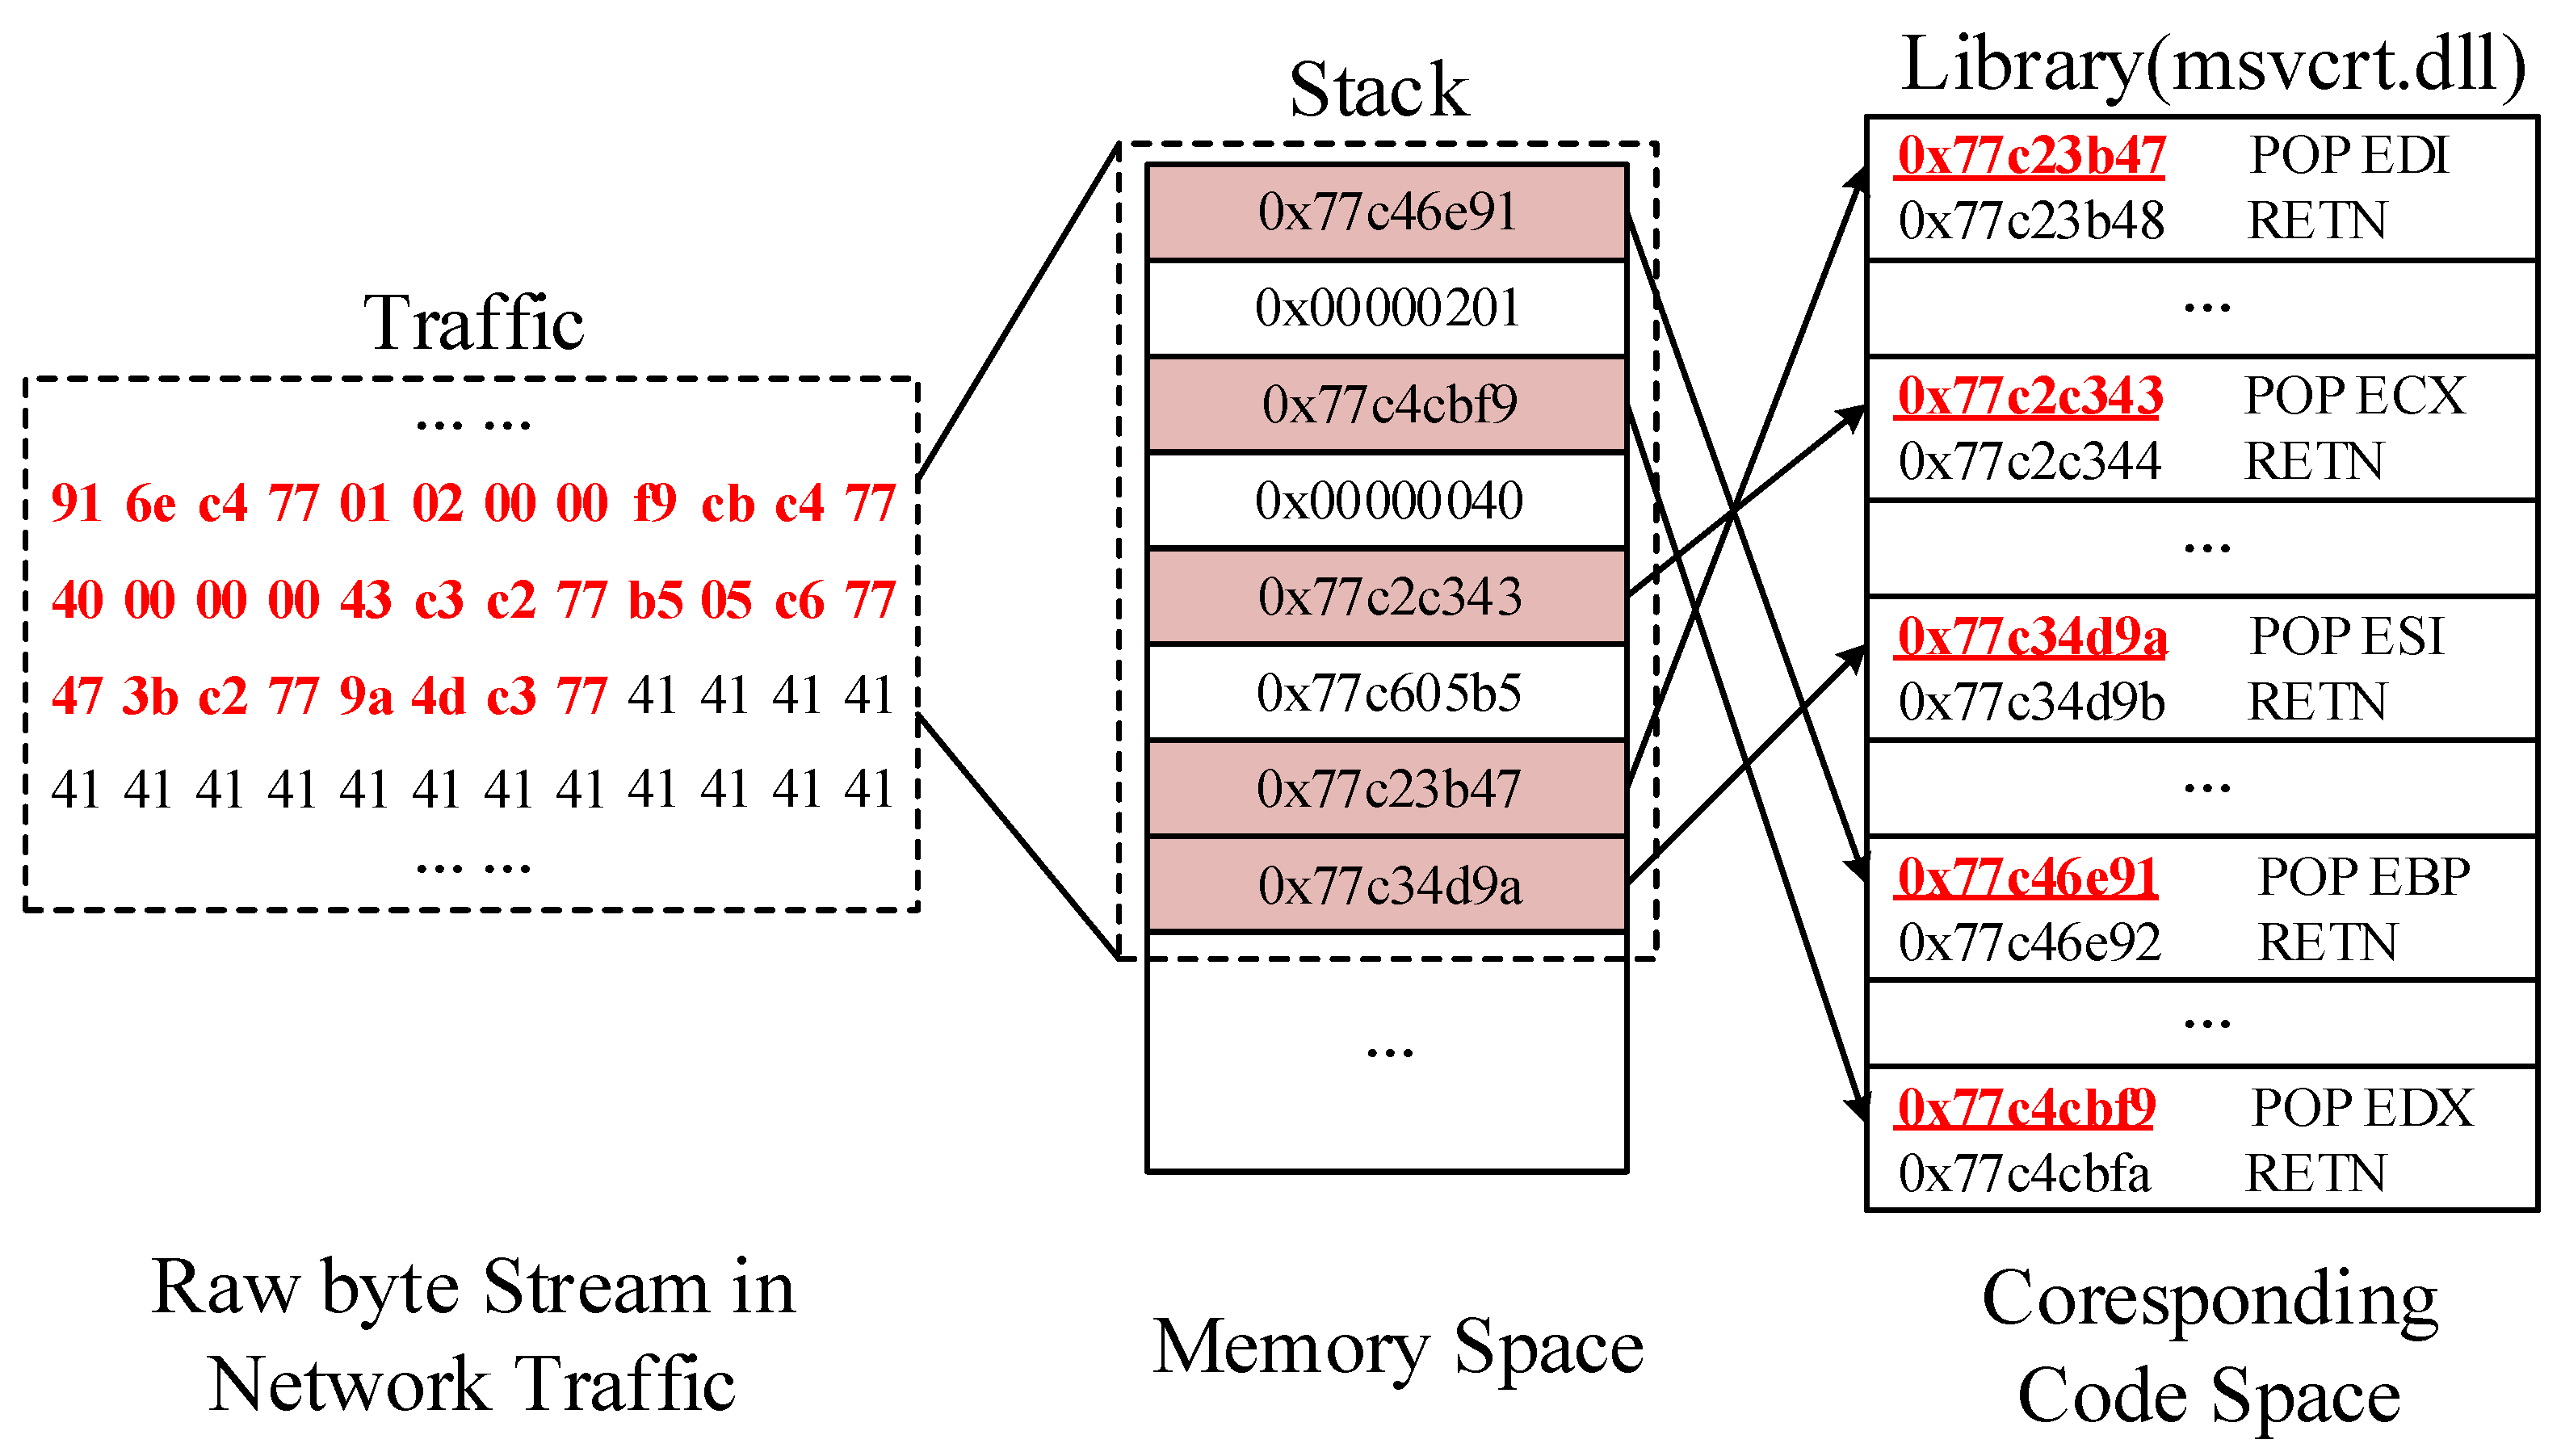 Traffic
... ...
91 6e c4 77 01 02 00 00 f9 cb c4 77
40 00 00 00 43 c3 c2 77 b5 05 c6 77
47 3b c2 77 9a 4d c3 77 41 41 41 41
41 41 41 41 41 41 41 41 41 41 41 41
... ...
Raw byte Stream in
Network Traffic
Stack
0x77c46e91
0x00000201
0x77c4cbf9
0x00000040
0x77c2c343
0x77c605b5
0x77c23b47
0x77c34d9a
...
Memory Space
Library(msvcrt.dll)
0x77c23b47 POP EDI
0x77c23b48 RETN
...
0x77c2c343 POP ECX
0x77c2c344 RETN
...
0x77c34d9a POP ESI
0x77c34d9b RETN
...
0x77c46e91 POP EBP
0x77c46e92 RETN
...
0x77c4cbf9 POP EDX
0x77c4cbfa RETN
Coresponding
Code Space